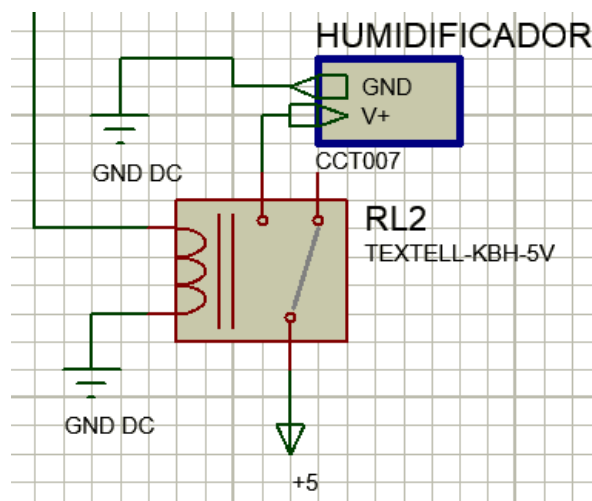 HUMIDIFICADOR
GND
V+
GND DC
CCT007
RL2
TEXTELL-KBH-5V
GND DC
+5